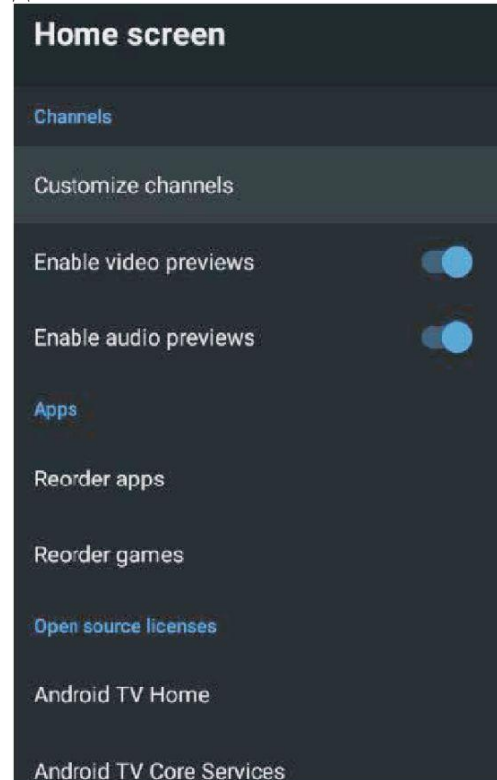 Home screen
Channels
Customize channels
Enable video previews
Enable audio previews
Apps
Reorder apps
Reorder games
Open source licenses
Android TV Home
Android TV Core Services